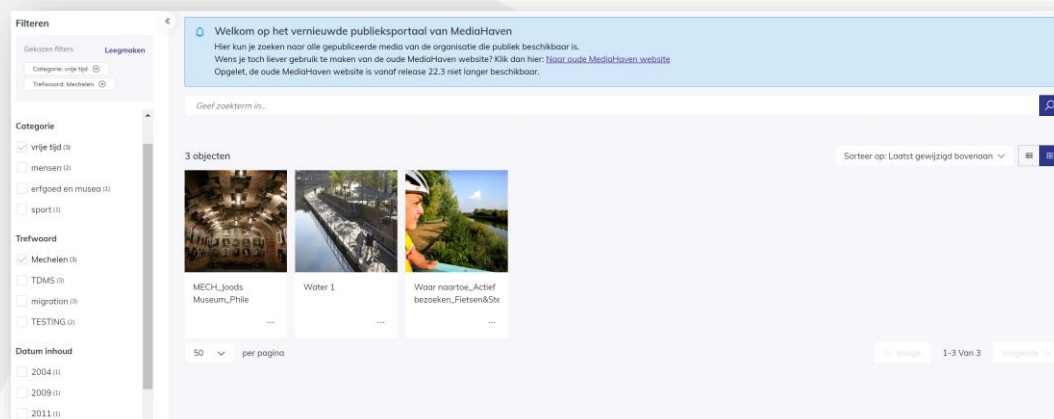 Filteren
Gekozen filters
Leegmaken
Categorie: vrije tijd
Trefwoord: Mechelen
Categorie
vrije tijd (3)
mensen (2)
erfgoed en musea (1)
sport (1)
Trefwoord
Mechelen (3)
TDMS (3)
migration (3)
TESTING (2)
Datum inhoud
2004 (1)
2009 (1)
2011 (1)
Welkom op het vernieuwde publieksportaal van MediaHaven
Hier kun je zoeken naar alle gepubliceerde media van de organisatie die publiek beschikbaar is.
Wens je toch liever gebruik te maken van de oude MediaHaven website? Klik dan hier: Naar oude MediaHaven website
Opgelet, de oude MediaHaven website is vanaf release 22.3 niet langer beschikbaar.
Geef zoekterm in...
3 objecten
Sorteer op: Laatst gewijzigd bovenaan
MECH_Joods
Museum_Phile
...
Water 1
...
Waar naartoe_Actief
bezoeken_Fietsen&Ste
...
50 per pagina
Vorige
1-3 Van 3
Volgende